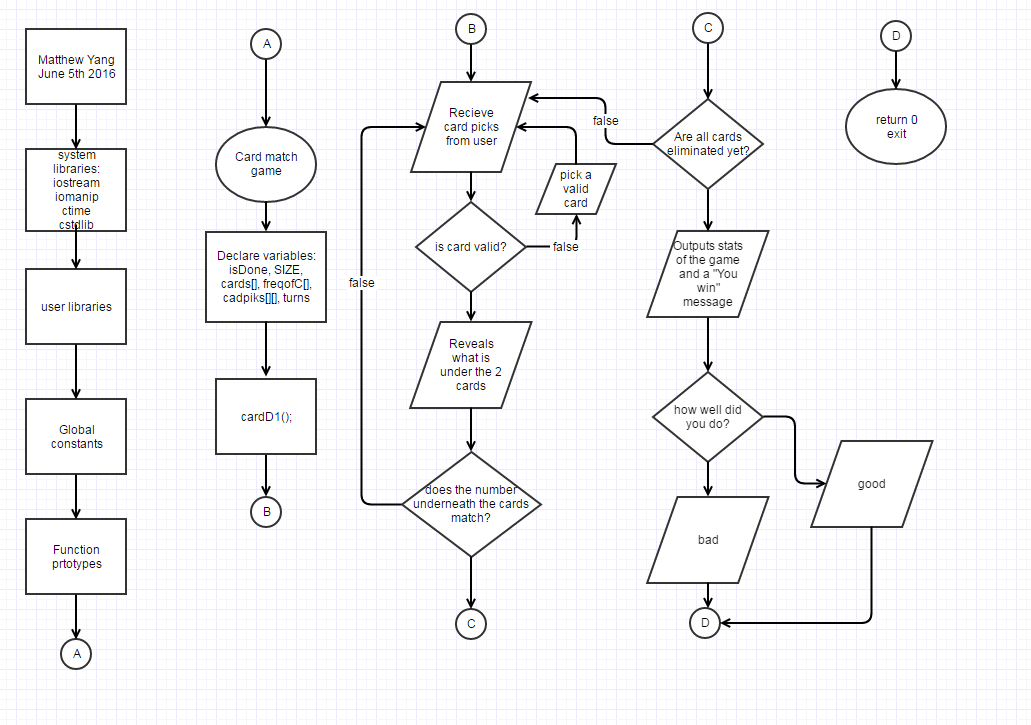 Matthew Yang
June 5th 2016
system
libraries:
iostream
iomanip
ctime
cstdlib
user libraries
Global
constants
Function
prtotypes
A
A
Card match
game
Declare variables:
isDone, SIZE,
cards[], freqofC[],
cadpiks[][], turns
cardD1();
B
B
Recieve
card picks
from user
pick a
valid
card
is card valid?
false
false
Reveals
what is
under the 2
cards
does the number
underneath the cards
match?
C
C
false
Are all cards
eliminated yet?
Outputs stats
of the game
and a "You
win"
message
how well did
you do?
good
bad
D
D
return 0
exit